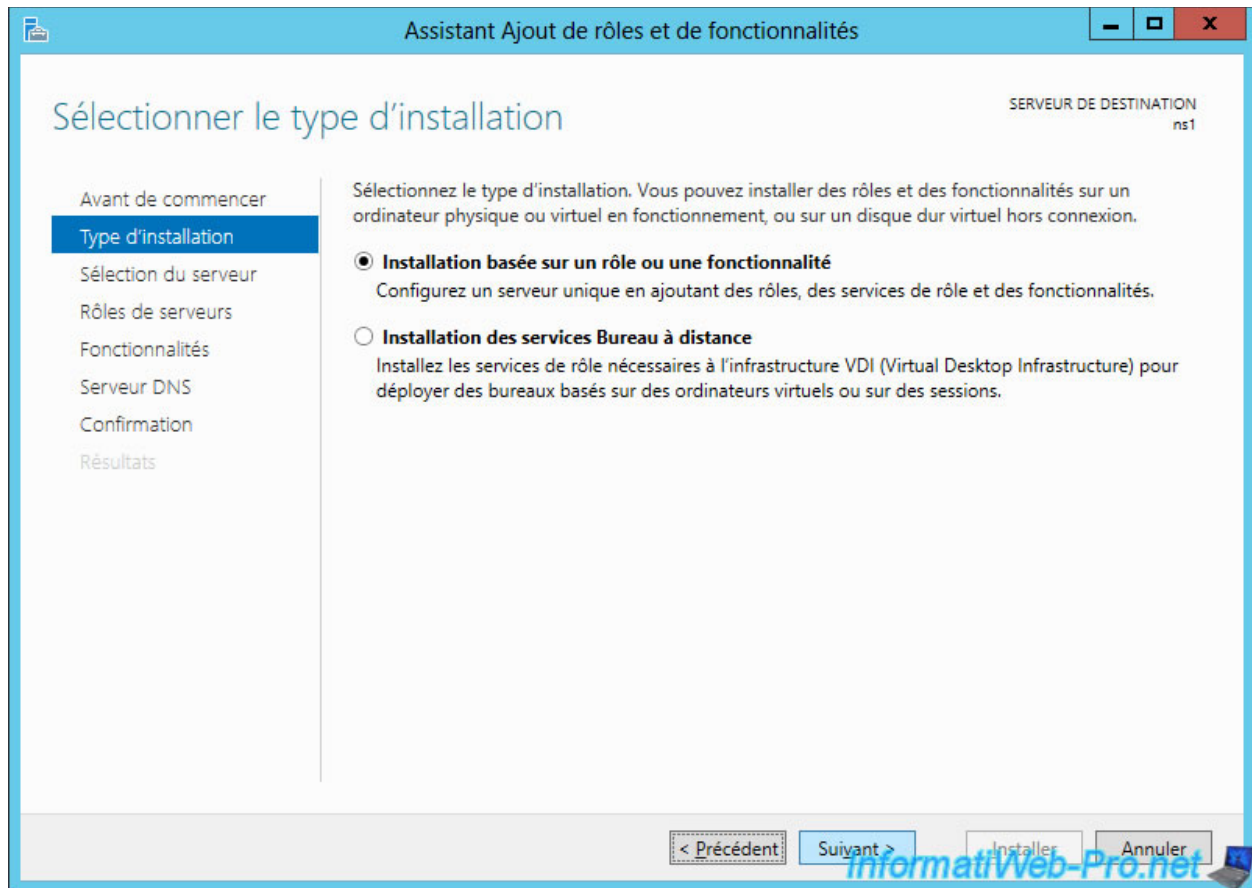 Assistant Ajout de rôles et de fonctionnalités
Sélectionner le type d'installation
SERVEUR DE DESTINATION
ns1
Avant de commencer
Type d'installation
Sélection du serveur
Rôles de serveurs
Fonctionnalités
Serveur DNS
Confirmation
Résultats
Sélectionnez le type d'installation. Vous pouvez installer des rôles et des fonctionnalités sur un
ordinateur physique ou virtuel en fonctionnement, ou sur un disque dur virtuel hors connexion.
Installation basée sur un rôle ou une fonctionnalité
Configurez un serveur unique en ajoutant des rôles, des services de rôle et des fonctionnalités.
Installation des services Bureau à distance
Installez les services de rôle nécessaires à l'infrastructure VDI (Virtual Desktop Infrastructure) pour
déployer des bureaux basés sur des ordinateurs virtuels ou sur des sessions.
< Précédent Suivant > Installer Annuler
InformatiWeb-Pro.net